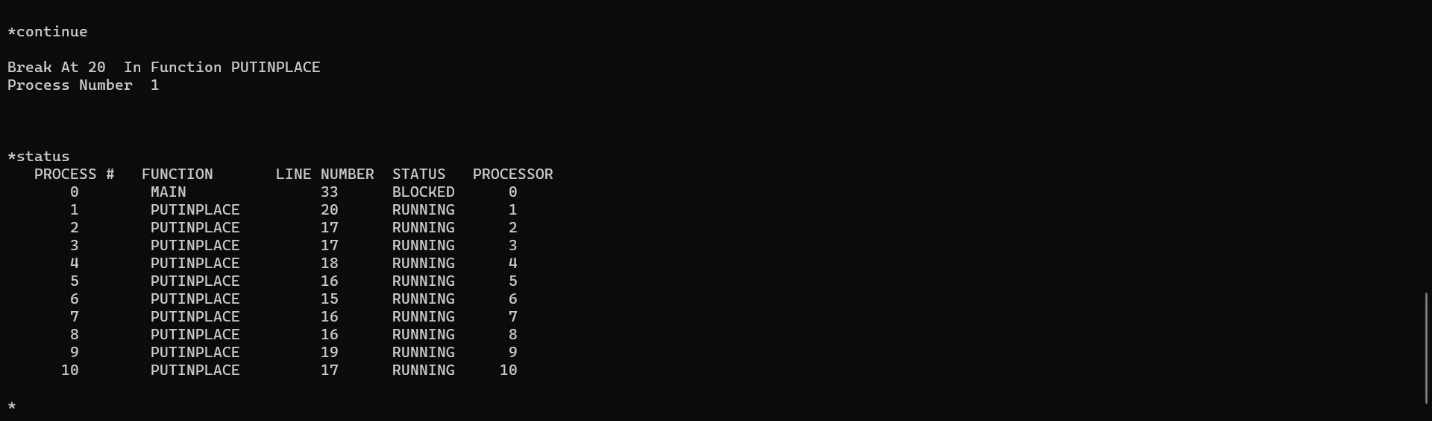 *continue
Break At 20  In Function PUTINPLACE
Process Number  1
*status
   PROCESS #   FUNCTION       LINE NUMBER  STATUS   PROCESSOR
       0        MAIN               33      BLOCKED      0
       1        PUTINPLACE         20      RUNNING      1
       2        PUTINPLACE         17      RUNNING      2
       3        PUTINPLACE         17      RUNNING      3
       4        PUTINPLACE         18      RUNNING      4
       5        PUTINPLACE         16      RUNNING      5
       6        PUTINPLACE         15      RUNNING      6
       7        PUTINPLACE         16      RUNNING      7
       8        PUTINPLACE         16      RUNNING      8
       9        PUTINPLACE         19      RUNNING      9
      10        PUTINPLACE         17      RUNNING     10
*